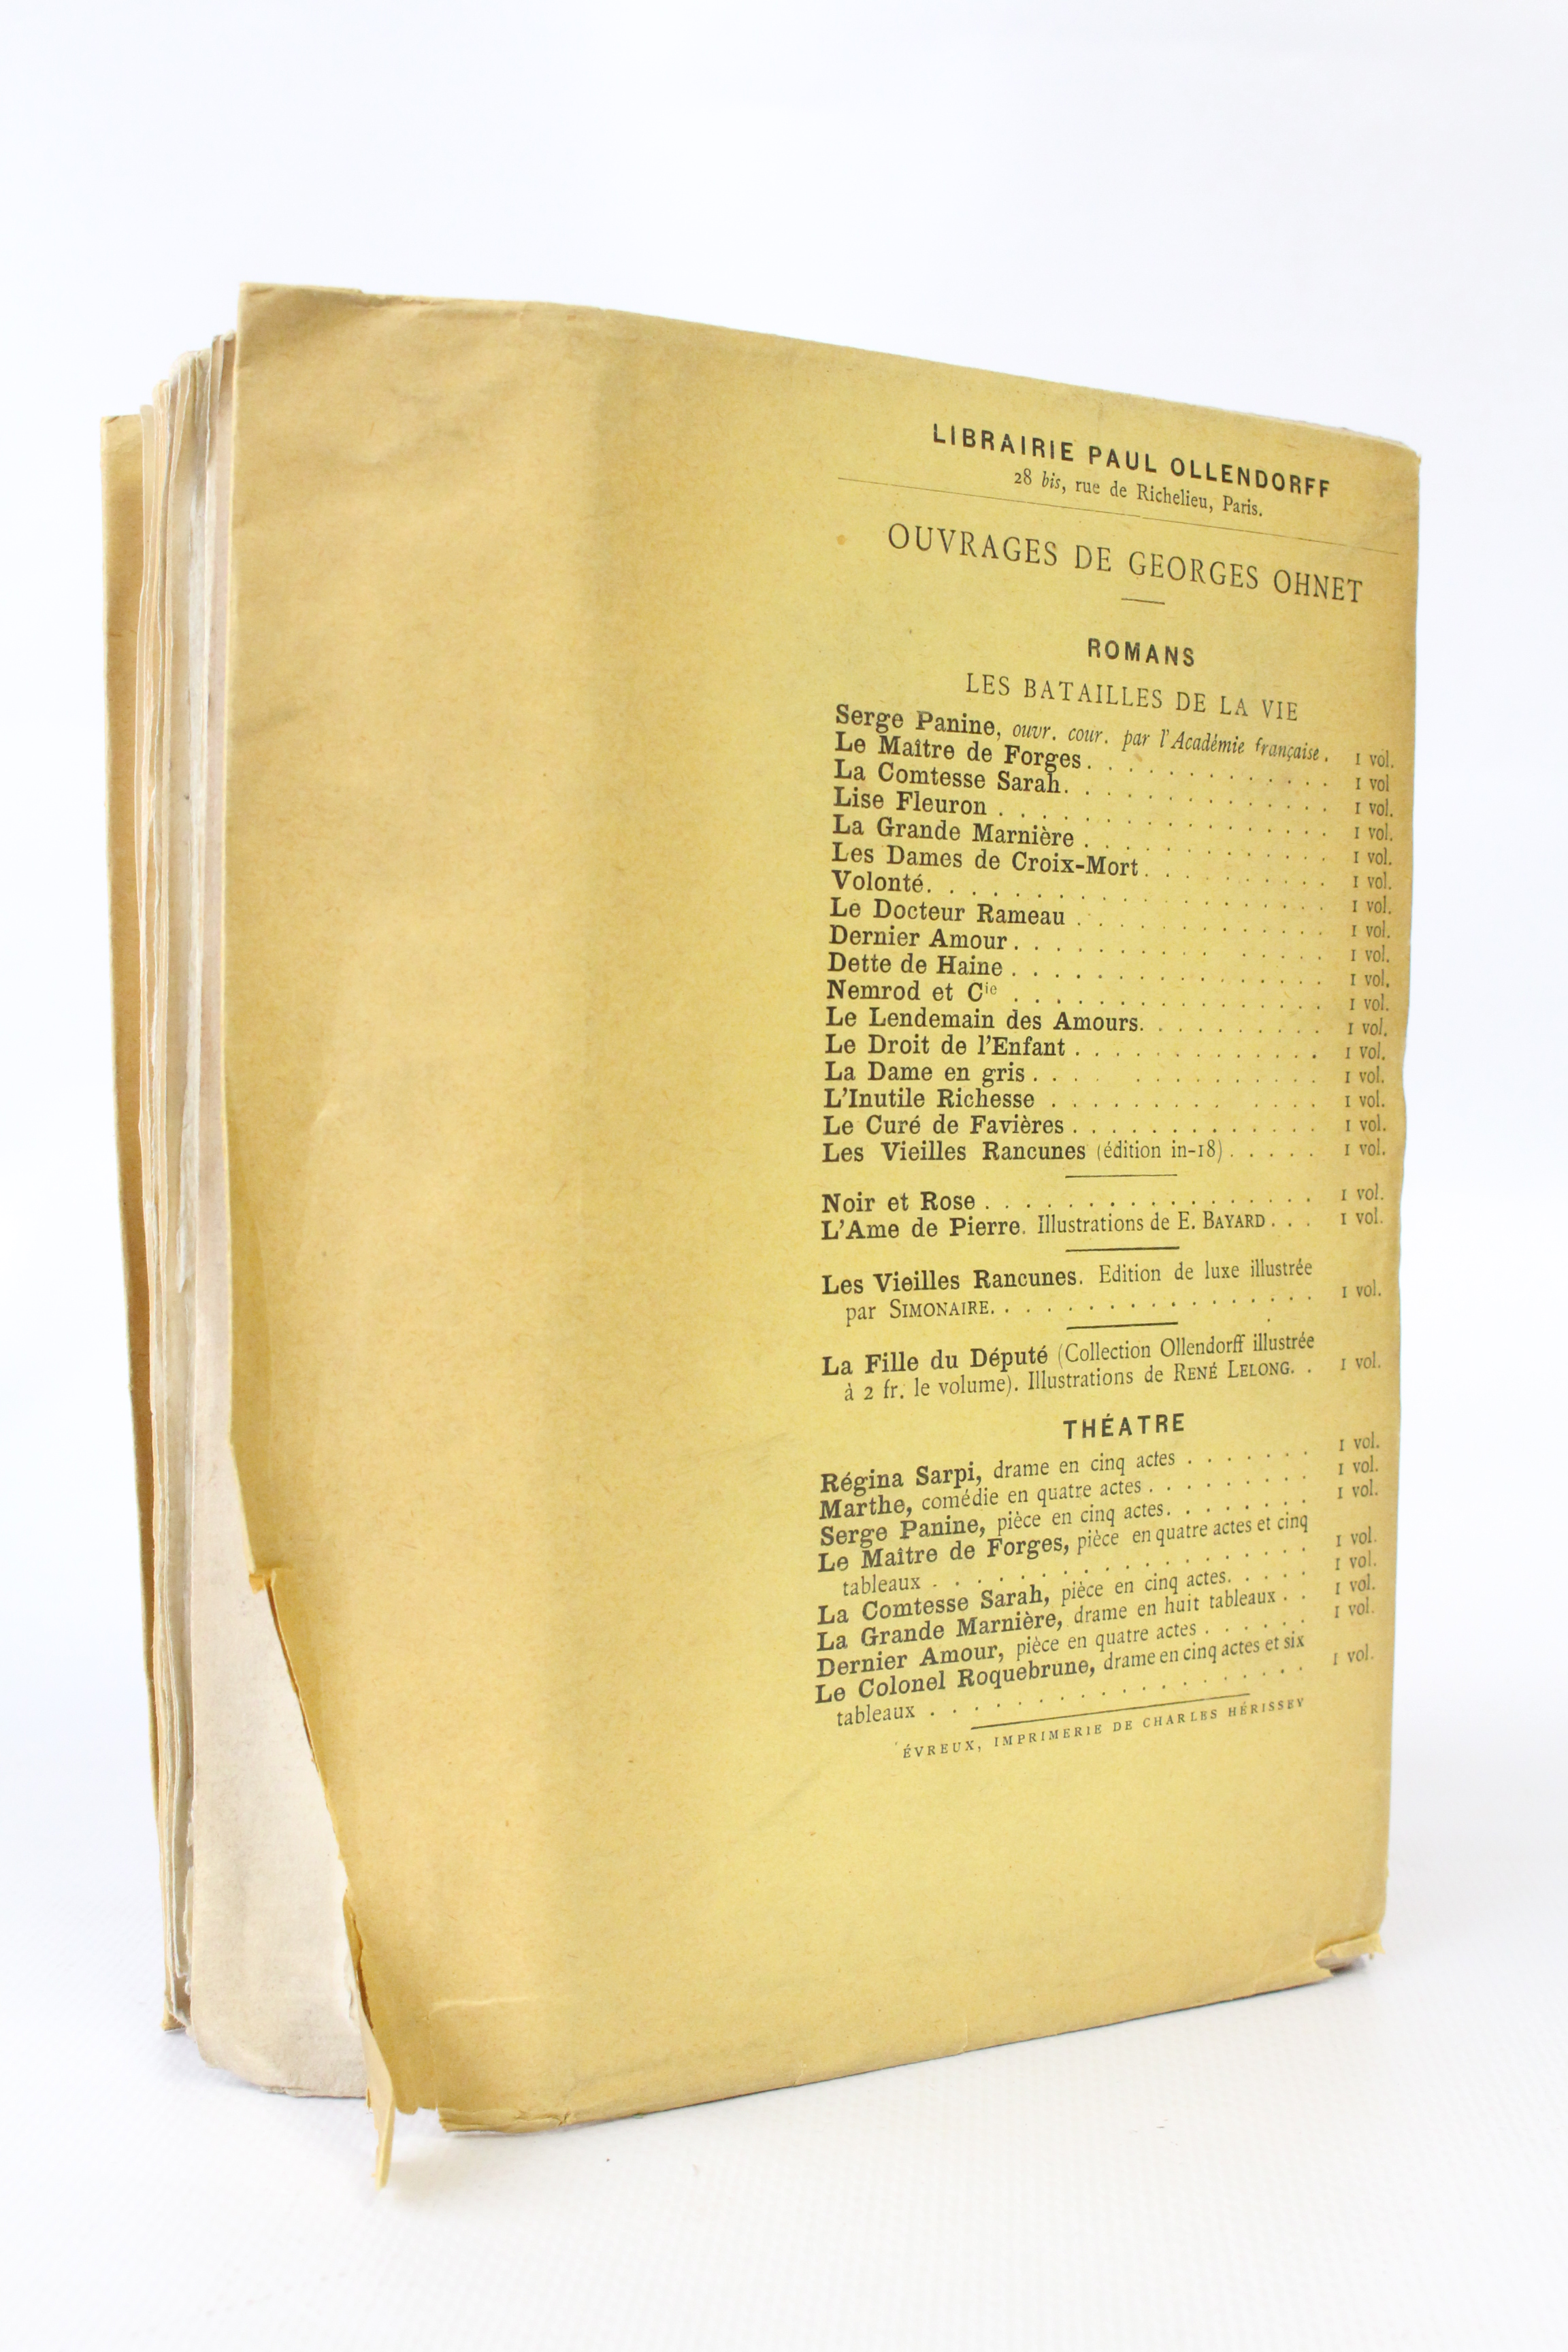 LIBRAIRIE PAUL OLLENDORFF
28 bis, rue de Richelieu, Paris.
OUVRAGES DE GEORGES OHNET
ROMANS
LES BATAILLES DE LA VIE
Serge Panine, ouvr. cour. par l'Académie française. 1 vol.
Le Maître de Forges. . . . . . . . . . . . 1 vol
La Comtesse Sarah. . . . . . . . . . . . . 1 vol.
Lise Fleuron . . . . . . . . . . . . . . . . 1 vol.
La Grande Marnière . . . . . . . . . . . . 1 vol.
Les Dames de Croix-Mort . . . . . . . . . 1 vol.
Volonté. . . . . . . . . . . . . . . . . . . 1 vol.
Le Docteur Rameau . . . . . . . . . . . . 1 vol.
Dernier Amour . . . . . . . . . . . . . . 1 vol.
Dette de Haine . . . . . . . . . . . . . . . 1 vol.
Nemrod et Cie . . . . . . . . . . . . . . . 1 vol.
Le Lendemain des Amours. . . . . . . . . . 1 vol.
Le Droit de l'Enfant . . . . . . . . . . . . . 1 vol.
La Dame en gris . . . . . . . . . . . . . 1 vol.
L'Inutile Richesse . . . . . . . . . . . . . 1 vol.
Le Curé de Favières . . . . . . . . . . . . . 1 vol.
Les Vieilles Rancunes (édition in-18) . . . . . 1 vol.
Noir et Rose . . . . . . . . . . . . . . . . . 1 vol.
L'Ame de Pierre. Illustrations de E. BAYARD . . . 1 vol.
Les Vieilles Rancunes. Edition de luxe illustrée
par SIMONAIRE. . . . . . . . . . . . . . . . . 1 vol.
La Fille du Député (Collection Ollendorff illustrée
à 2 fr. le volume). Illustrations de RENÉ LELONG. . 1 vol.
THÉATRE
Régina Sarpi, drame en cinq actes . . . . . . . 1 vol.
Marthe, comédie en quatre actes . . . . . . . . 1 vol.
Serge Panine, pièce en cinq actes. . . . . . . . 1 vol.
Le Maître de Forges, pièce en quatre actes et cinq
tableaux . . . . . . . . . . . . . . . . . . 1 vol.
La Comtesse Sarah, pièce en cinq actes. . . . . 1 vol.
La Grande Marnière, drame en huit tableaux . . 1 vol.
Dernier Amour, pièce en quatre actes . . . . . . 1 vol.
Le Colonel Roquebrune, drame en cinq actes et six
tableaux . . . . . . . . . . . . . . . . . . 1 vol.
ÉVREUX, IMPRIMERIE DE CHARLES HÉRISSEY